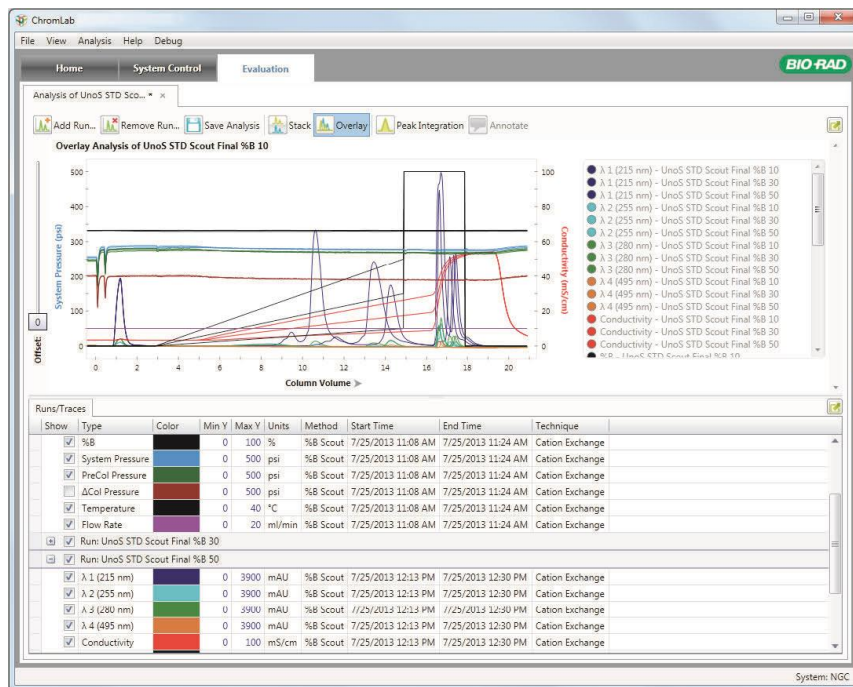 ChromLab
File View Analysis Help Debug
Home System Control Evaluation BIO-RAD
Analysis of UnoS STD Sco... * ×
Add Run... Remove Run... Save Analysis Stack Overlay Peak Integration Annotate
Overlay Analysis of UnoS STD Scout Final %B 10
500
400
300
200
100
0
System Pressure (psi)
100
80
60
40
20
0
Conductivity (mS/cm)
0 2 4 6 8 10 12 14 16 18 20
Column Volume
Offset: 0
λ 1 (215 nm) - UnoS STD Scout Final %B 10
λ 1 (215 nm) - UnoS STD Scout Final %B 30
λ 1 (215 nm) - UnoS STD Scout Final %B 50
λ 2 (255 nm) - UnoS STD Scout Final %B 10
λ 2 (255 nm) - UnoS STD Scout Final %B 30
λ 2 (255 nm) - UnoS STD Scout Final %B 50
λ 3 (280 nm) - UnoS STD Scout Final %B 10
λ 3 (280 nm) - UnoS STD Scout Final %B 30
λ 3 (280 nm) - UnoS STD Scout Final %B 50
λ 4 (495 nm) - UnoS STD Scout Final %B 10
λ 4 (495 nm) - UnoS STD Scout Final %B 30
λ 4 (495 nm) - UnoS STD Scout Final %B 50
Conductivity - UnoS STD Scout Final %B 10
Conductivity - UnoS STD Scout Final %B 30
Conductivity - UnoS STD Scout Final %B 50
%B - UnoS STD Scout Final %B 10
Runs/Traces
Show Type Color Min Y Max Y Units Method Start Time End Time Technique
%B 0 100 % %B Scout 7/25/2013 11:08 AM 7/25/2013 11:24 AM Cation Exchange
System Pressure 0 500 psi %B Scout 7/25/2013 11:08 AM 7/25/2013 11:24 AM Cation Exchange
PreCol Pressure 0 500 psi %B Scout 7/25/2013 11:08 AM 7/25/2013 11:24 AM Cation Exchange
ΔCol Pressure 0 500 psi %B Scout 7/25/2013 11:08 AM 7/25/2013 11:24 AM Cation Exchange
Temperature 0 40 °C %B Scout 7/25/2013 11:08 AM 7/25/2013 11:24 AM Cation Exchange
Flow Rate 0 20 ml/min %B Scout 7/25/2013 11:08 AM 7/25/2013 11:24 AM Cation Exchange
Run: UnoS STD Scout Final %B 30
Run: UnoS STD Scout Final %B 50
λ 1 (215 nm) 0 3900 mAU %B Scout 7/25/2013 12:13 PM 7/25/2013 12:30 PM Cation Exchange
λ 2 (255 nm) 0 3900 mAU %B Scout 7/25/2013 12:13 PM 7/25/2013 12:30 PM Cation Exchange
λ 3 (280 nm) 0 3900 mAU %B Scout 7/25/2013 12:13 PM 7/25/2013 12:30 PM Cation Exchange
λ 4 (495 nm) 0 3900 mAU %B Scout 7/25/2013 12:13 PM 7/25/2013 12:30 PM Cation Exchange
Conductivity 0 100 mS/cm %B Scout 7/25/2013 12:13 PM 7/25/2013 12:30 PM Cation Exchange
System: NGC